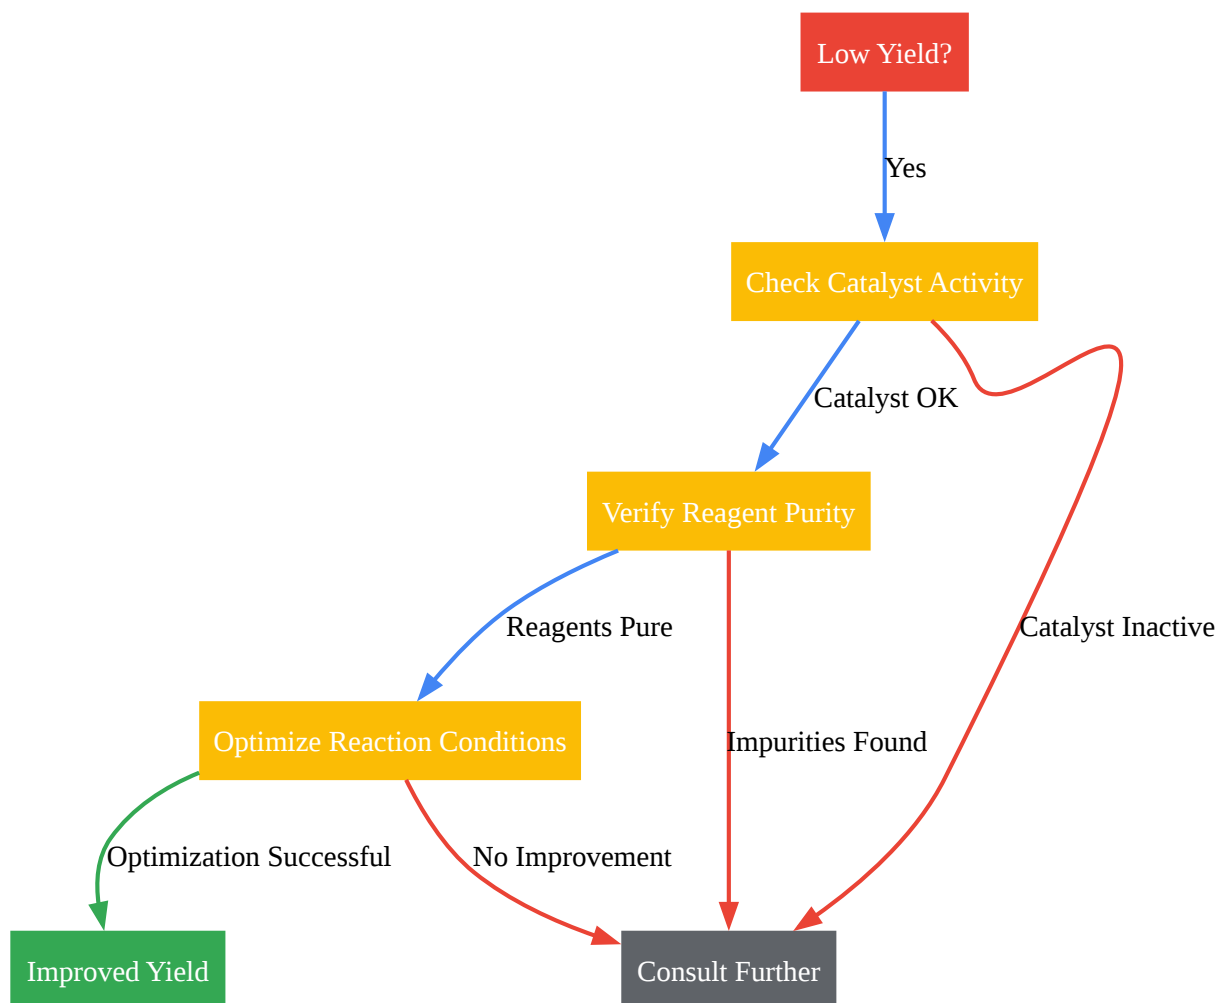 Low Yield?
Yes
Check Catalyst Activity
Catalyst OK
Verify Reagent Purity
Reagents Pure
Catalyst Inactive
Optimize Reaction Conditions
Impurities Found
Optimization Successful
No Improvement
Improved Yield
Consult Further